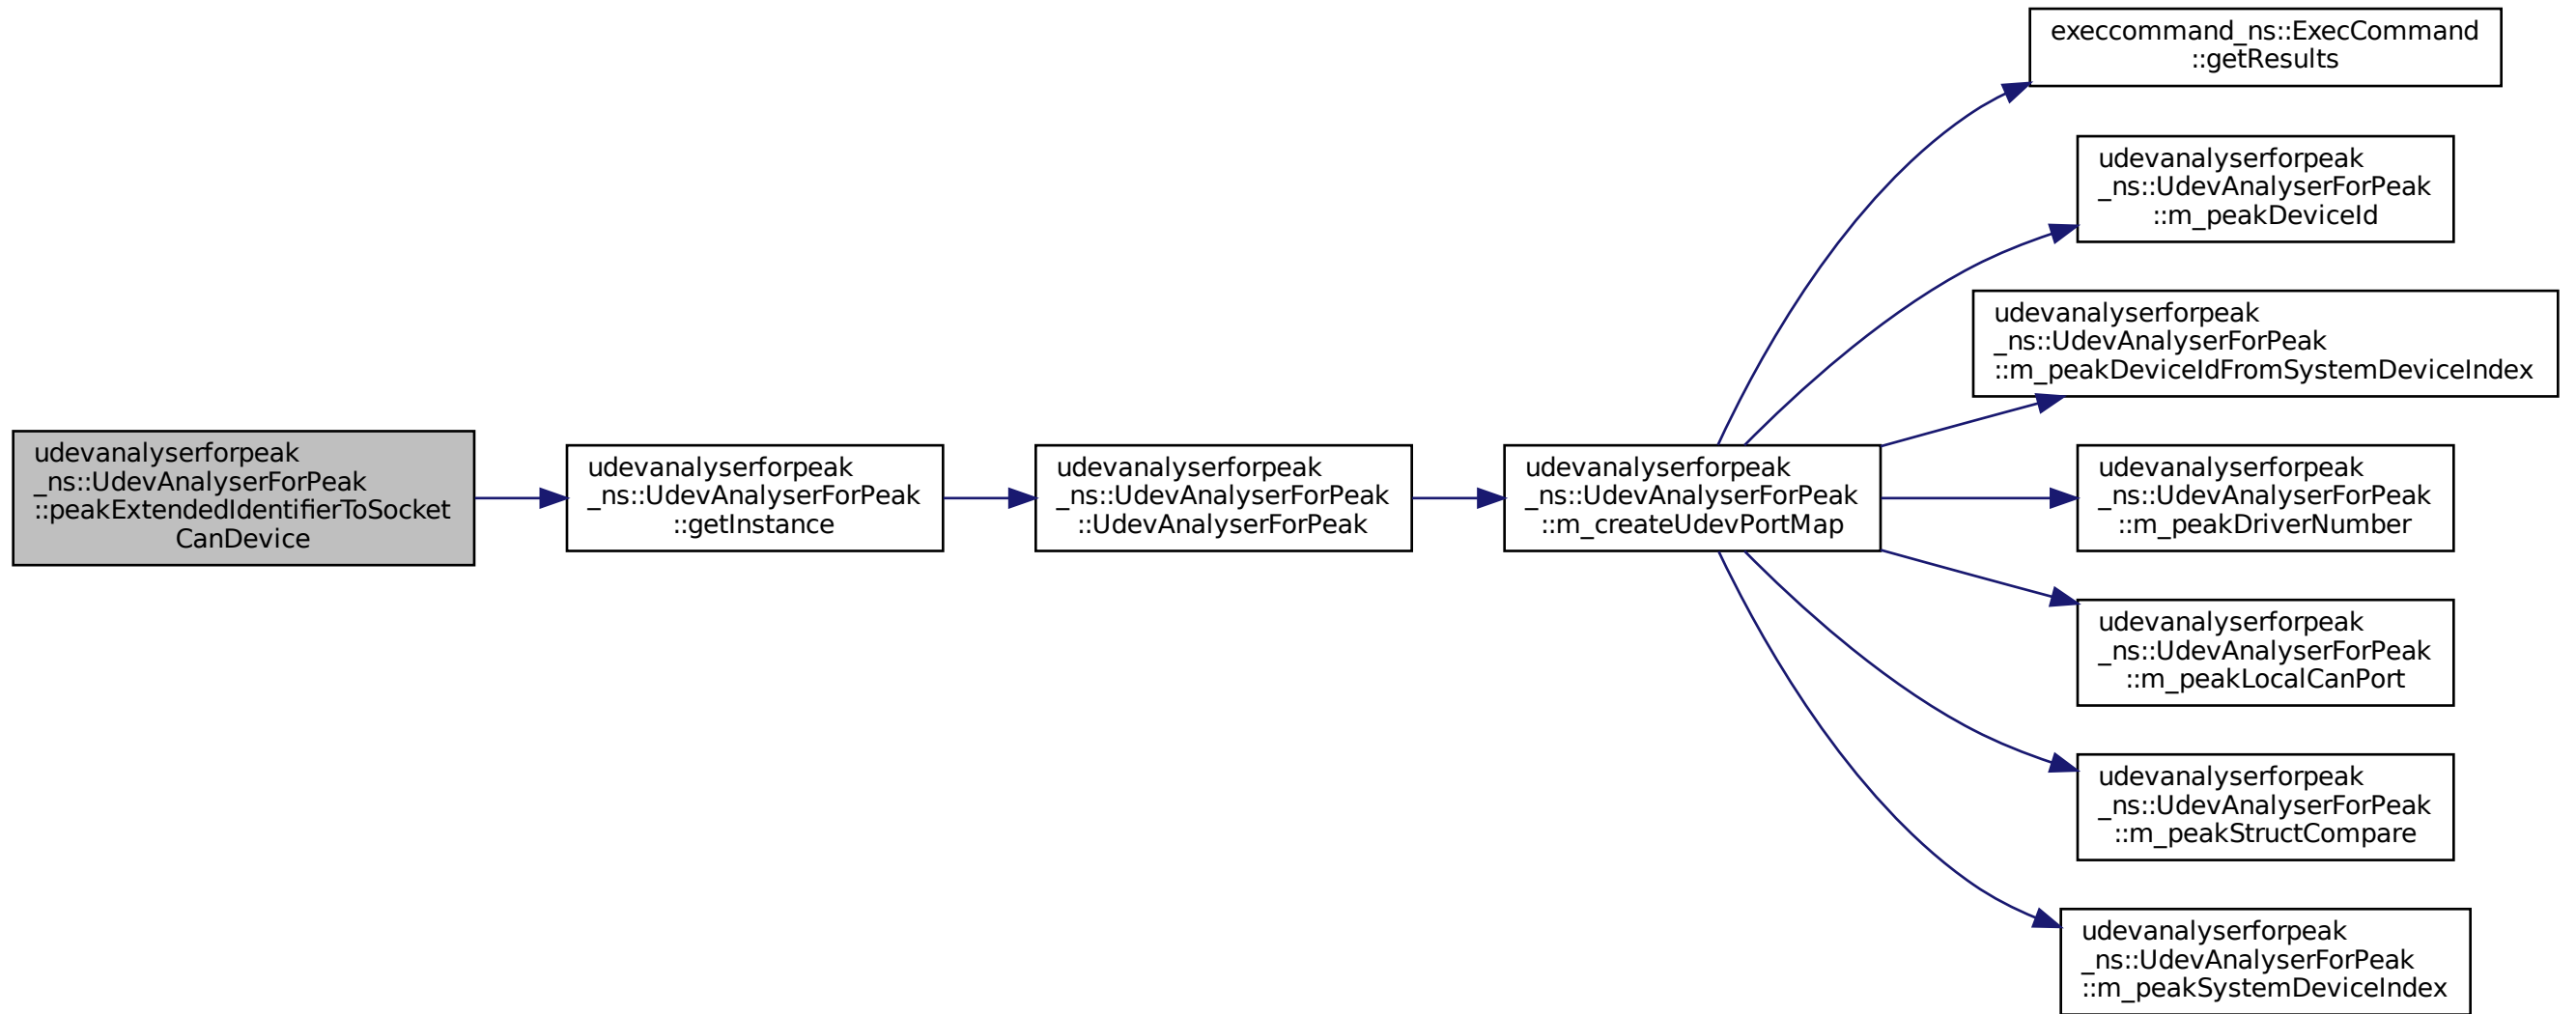 udevanalyserforpeak
_ns::UdevAnalyserForPeak
::peakExtendedIdentifierToSocket
CanDevice
udevanalyserforpeak
_ns::UdevAnalyserForPeak
::getInstance
udevanalyserforpeak
_ns::UdevAnalyserForPeak
::UdevAnalyserForPeak
udevanalyserforpeak
_ns::UdevAnalyserForPeak
::m_createUdevPortMap
execcommand_ns::ExecCommand
::getResults
udevanalyserforpeak
_ns::UdevAnalyserForPeak
::m_peakDeviceId
udevanalyserforpeak
_ns::UdevAnalyserForPeak
::m_peakDeviceIdFromSystemDeviceIndex
udevanalyserforpeak
_ns::UdevAnalyserForPeak
::m_peakDriverNumber
udevanalyserforpeak
_ns::UdevAnalyserForPeak
::m_peakLocalCanPort
udevanalyserforpeak
_ns::UdevAnalyserForPeak
::m_peakStructCompare
udevanalyserforpeak
_ns::UdevAnalyserForPeak
::m_peakSystemDeviceIndex